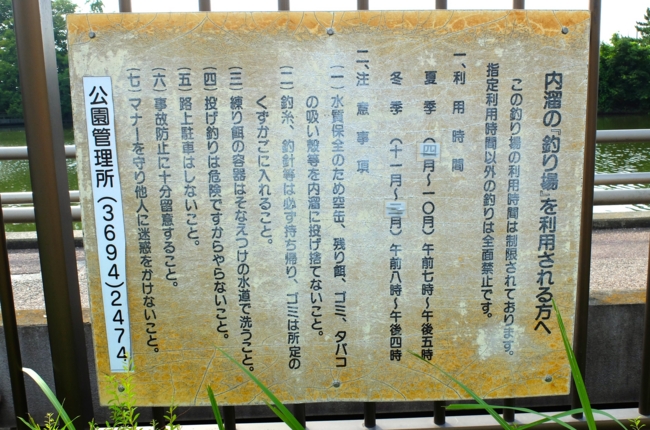 内溜の『釣り場』を利用される方へ
この釣り場の利用時間は制限されております。
指定利用時間以外の釣りは全面禁止です。
一、利用時間
夏季 (四月〜一〇月) 午前七時〜午後五時
冬季 (十一月〜三月) 午前八時〜午後四時
二、注意事項
(一) 水質保全のため空缶、残り餌、ゴミ、タバコ
の吸い殻等を内溜に投げ捨てないこと。
(二) 釣糸、釣針等は必ず持ち帰り、ゴミは所定の
くずかごに入れること。
(三) 練り餌の容器はそなえつけの水道で洗うこと。
(四) 投げ釣りは危険ですからやらないこと。
(五) 路上駐車はしないこと。
(六) 事故防止に十分留意すること。
(七) マナーを守り他人に迷惑をかけないこと。
公園管理所(3694)2474